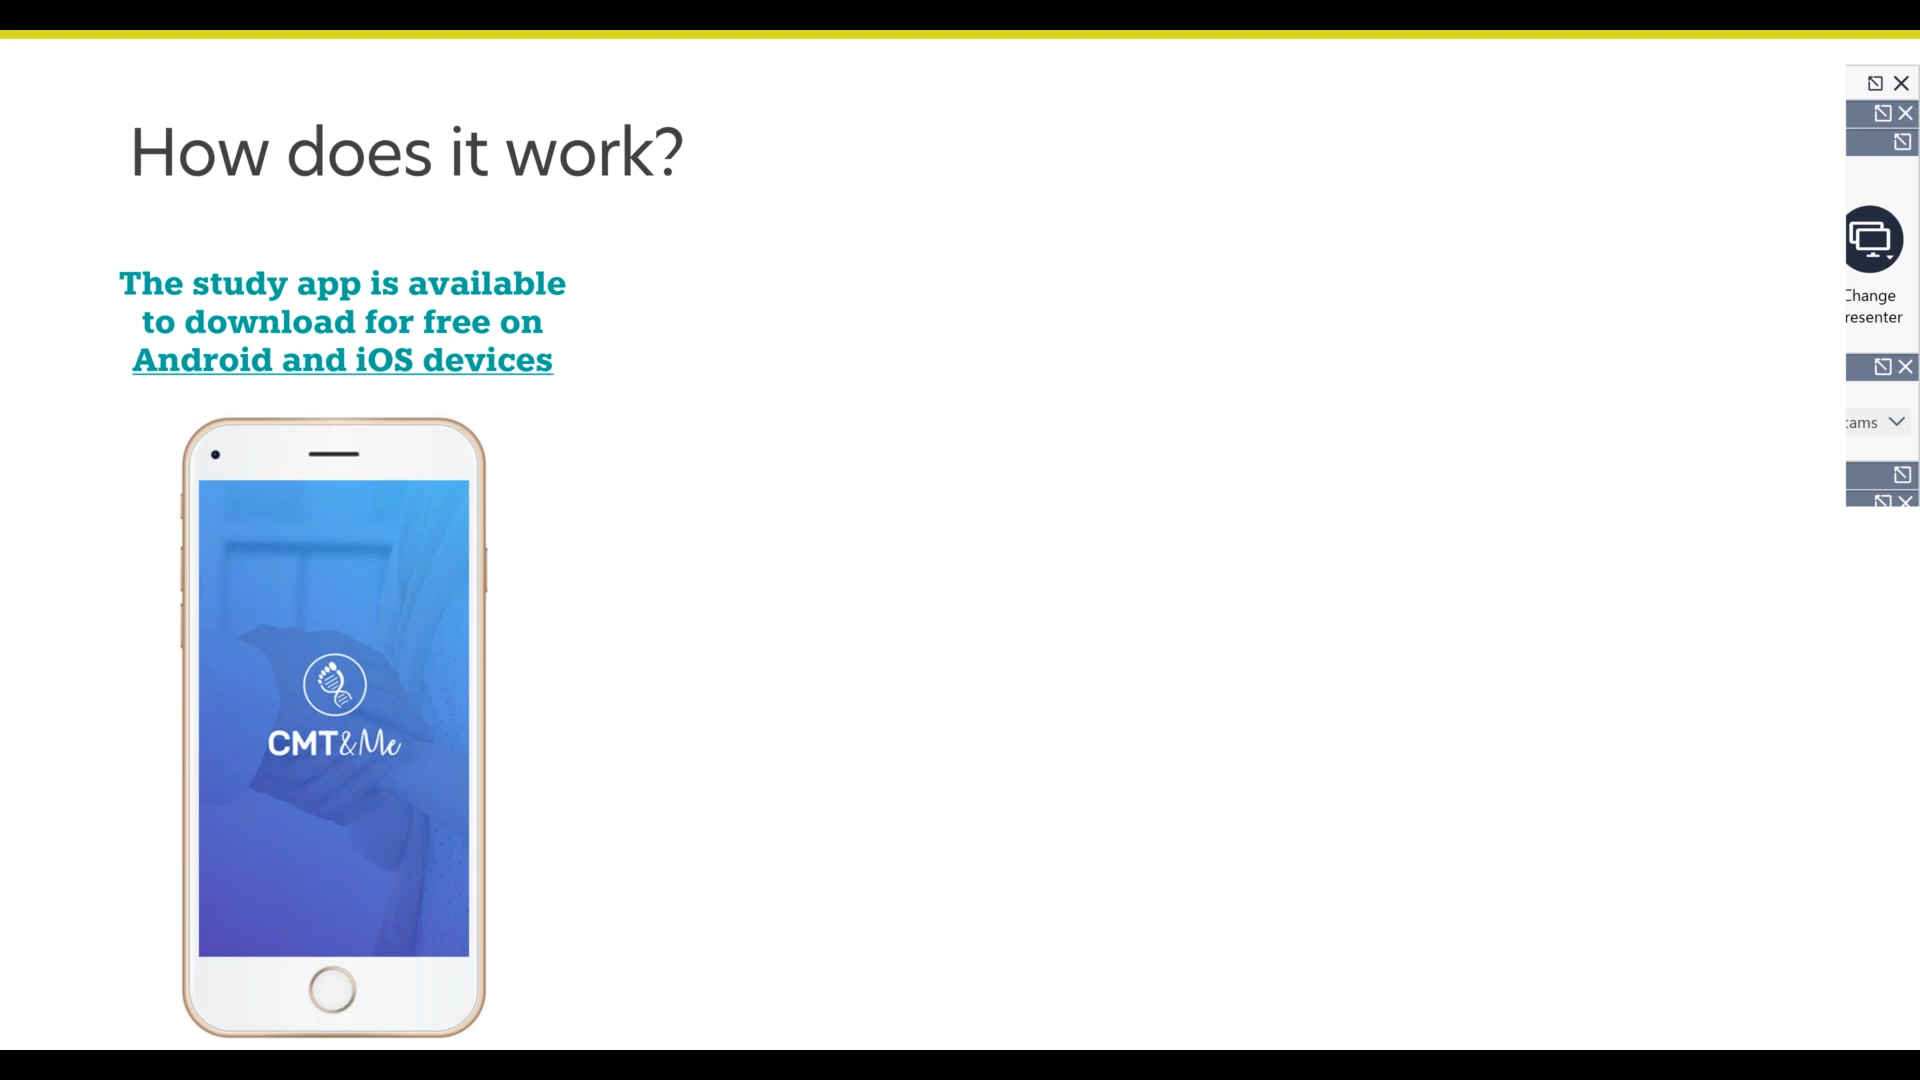 How does it work?
The study app is available
to download for free on
Android and iOS devices
CMT&Me
Change
resenter
cams